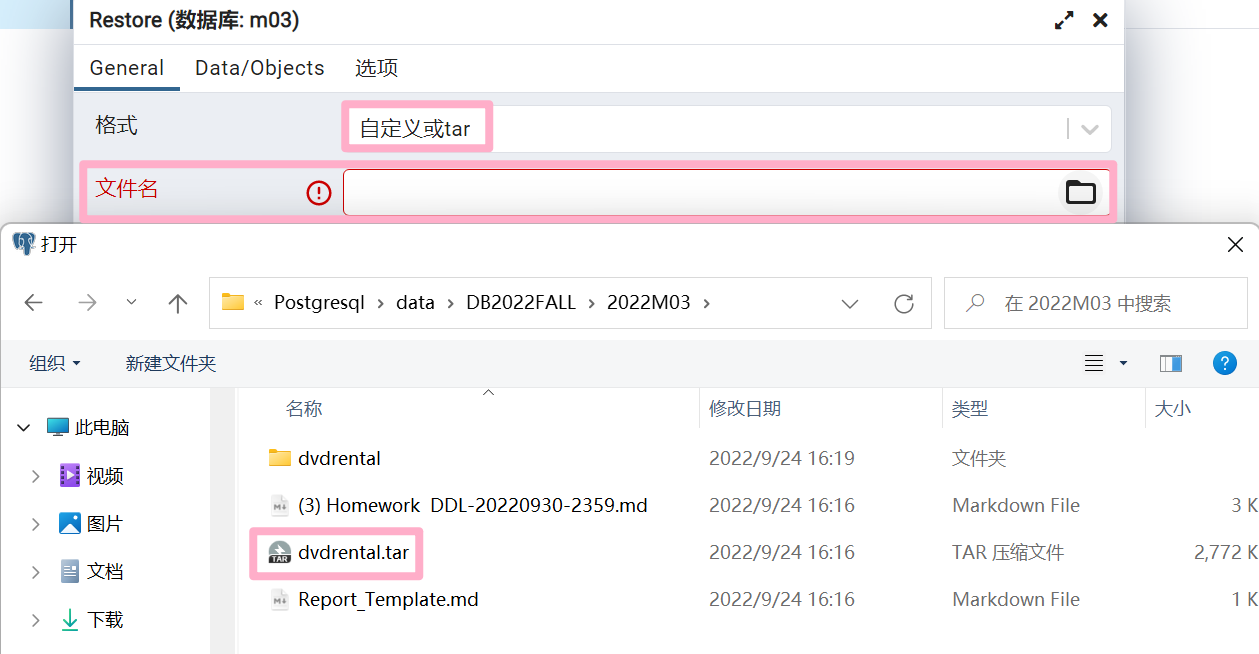 Restore (数据库: m03)
General Data/Objects 选项
格式 自定义或tar
文件名
打开
« Postgresql › data › DB2022FALL › 2022M03 › 在 2022M03 中搜索
组织 新建文件夹
名称 修改日期 类型 大小
此电脑
dvdrental 2022/9/24 16:19 文件夹
视频
(3) Homework DDL-20220930-2359.md 2022/9/24 16:16 Markdown File 3 K
图片
dvdrental.tar 2022/9/24 16:16 TAR 压缩文件 2,772 K
文档
Report_Template.md 2022/9/24 16:16 Markdown File 1 K
下载